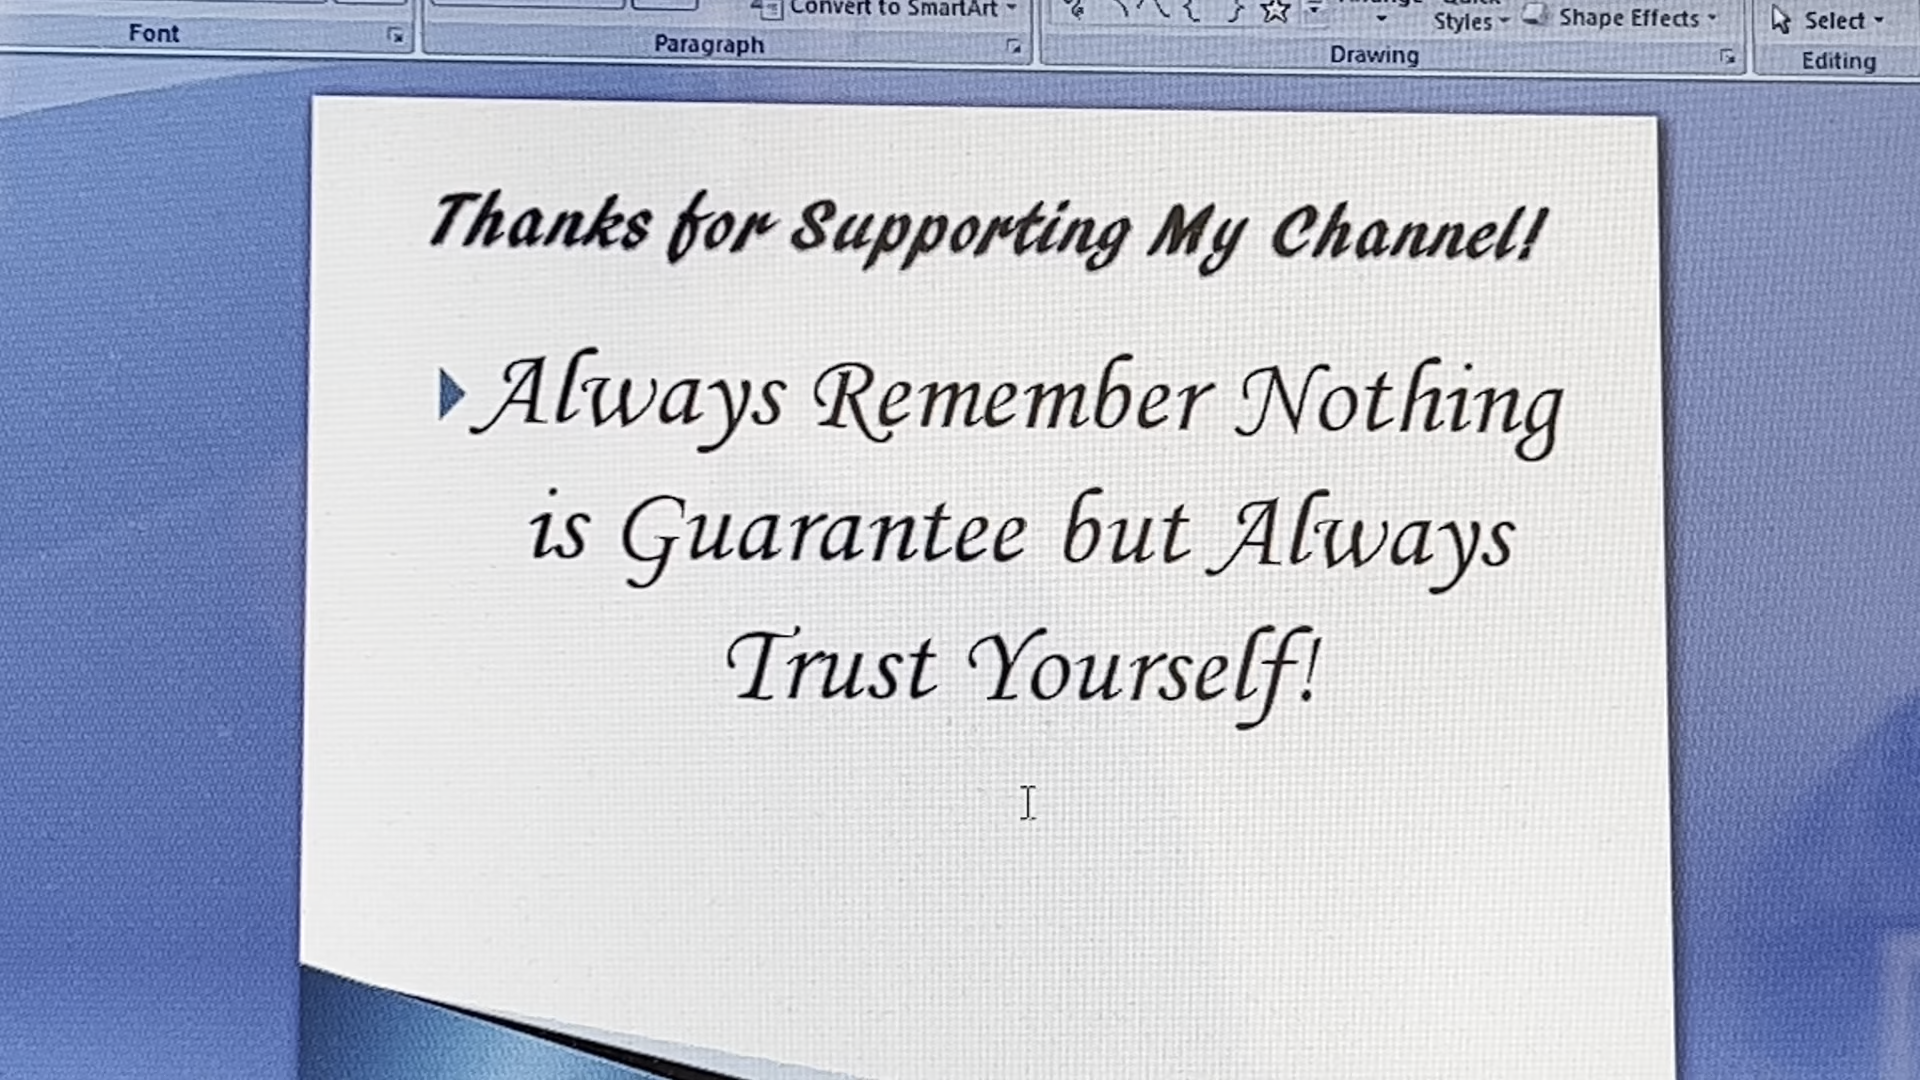 Convert to SmartArt
Styles
Shape Effects
Select
Font
Paragraph
Drawing
Editing
Thanks for Supporting My Channel!
Always Remember Nothing
is Guarantee but Always
Trust Yourself!